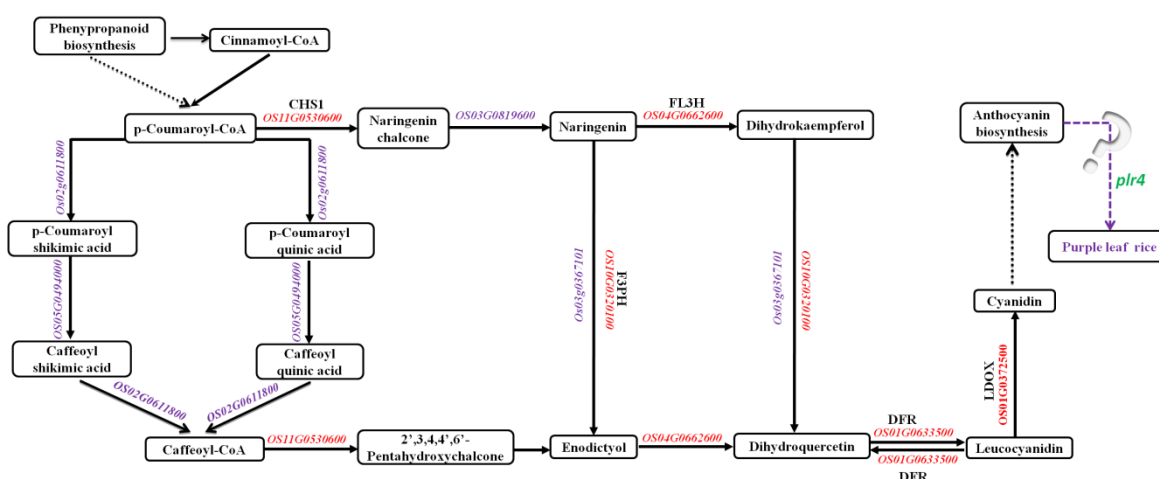 Phenypropanoid
biosynthesis
Cinnamoyl-CoA
CHS1
FL3H
OS11G0530600
OS03G0819600
OS04G0662600
p-Coumaroyl-CoA
Naringenin
chalcone
Naringenin
Dihydrokaempferol
Anthocyanin
biosynthesis
?
plr4
Os02g0611800
Os02g0611800
p-Coumaroyl
shikimic acid
p-Coumaroyl
quinic acid
Purple leaf rice
Os03g0367101
OS10G0320100
F3PH
Os03g0367101
OS10G0320100
OS05G0494000
OS05G0494000
Cyanidin
Caffeoyl
shikimic acid
Caffeoyl
quinic acid
LDOX
OS01G0372500
OS02G0611800
OS02G0611800
Caffeoyl-CoA
OS11G0530600
2’,3,4,4’,6’-
Pentahydroxychalcone
Enodictyol
OS04G0662600
Dihydroquercetin
DFR
OS01G0633500
OS01G0633500
DFR
Leucocyanidin